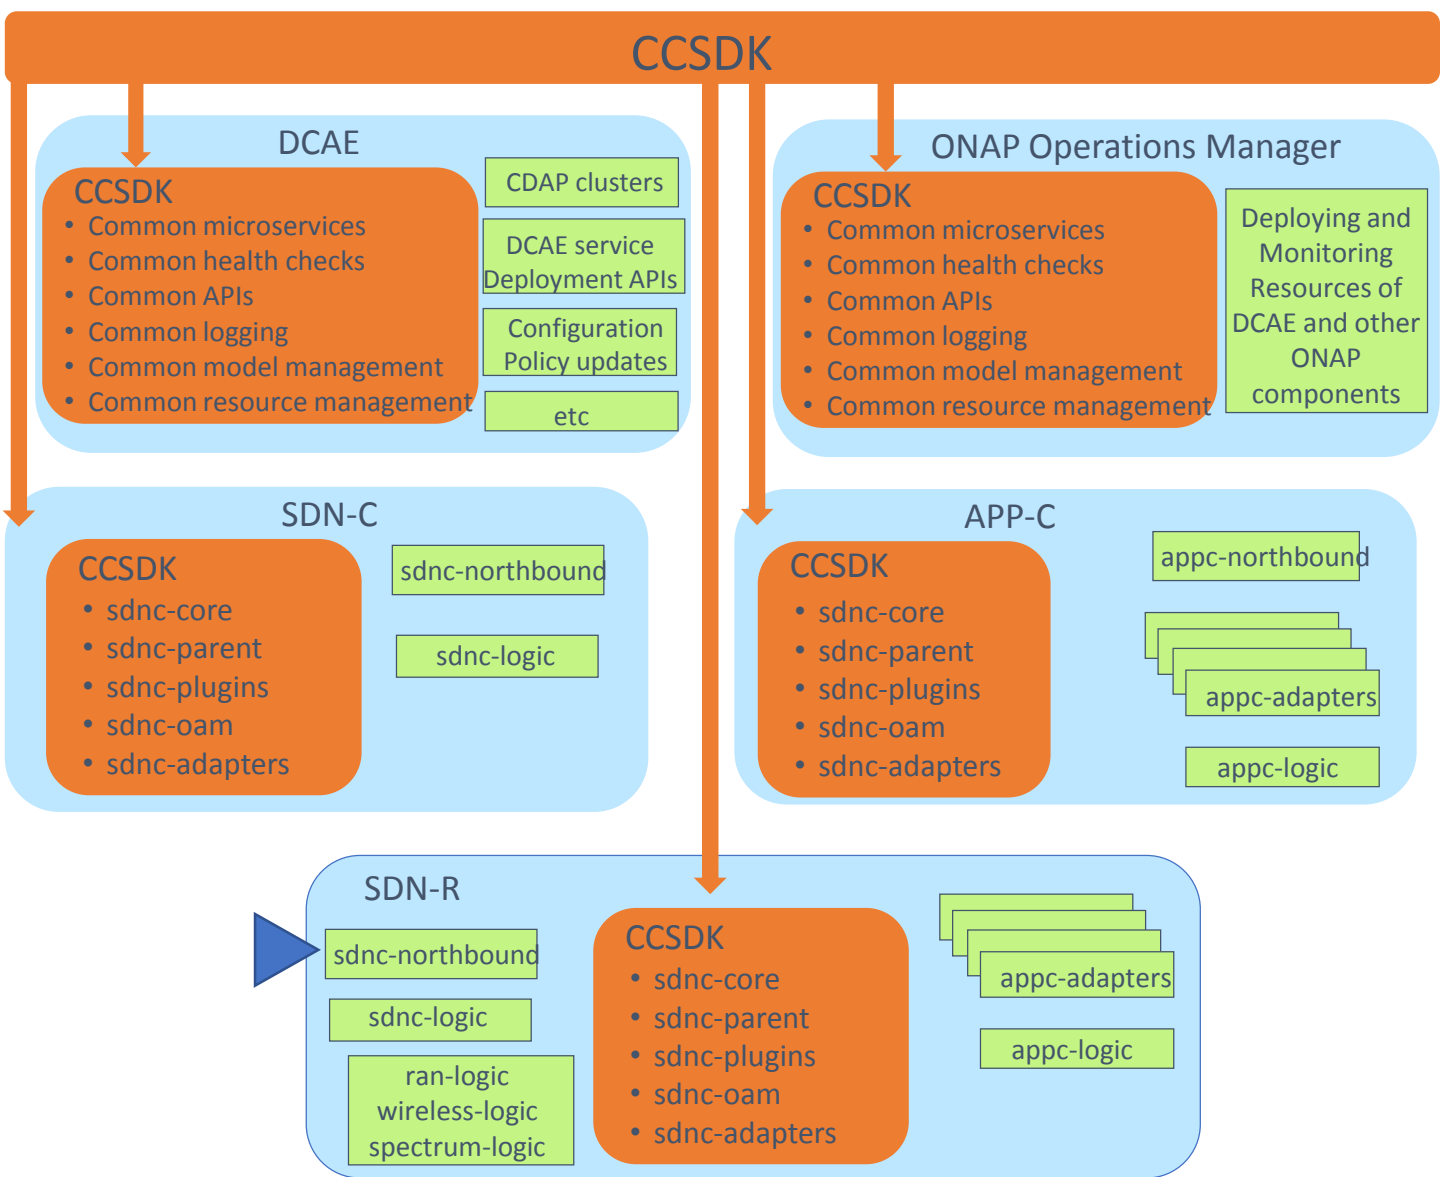 CCSDK
DCAE
CCSDK
• Common microservices
• Common health checks
• Common APIs
• Common logging
• Common model management
• Common resource management
CDAP clusters
DCAE service
Deployment APIs
Configuration
Policy updates
etc
ONAP Operations Manager
CCSDK
• Common microservices
• Common health checks
• Common APIs
• Common logging
• Common model management
• Common resource management
Deploying and
Monitoring
Resources of
DCAE and other
ONAP
components
SDN-C
CCSDK
• sdnc-core
• sdnc-parent
• sdnc-plugins
• sdnc-oam
• sdnc-adapters
sdnc-northbound
sdnc-logic
APP-C
CCSDK
• sdnc-core
• sdnc-parent
• sdnc-plugins
• sdnc-oam
• sdnc-adapters
appc-northbound
appc-adapters
appc-logic
SDN-R
sdnc-northbound
sdnc-logic
ran-logic
wireless-logic
spectrum-logic
CCSDK
• sdnc-core
• sdnc-parent
• sdnc-plugins
• sdnc-oam
• sdnc-adapters
appc-adapters
appc-logic